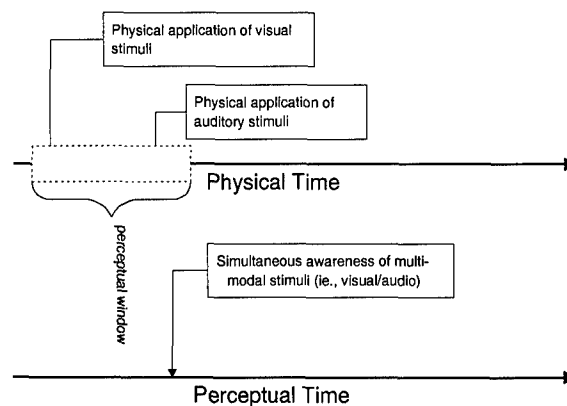 Physical application of visual
stimuli
Physical application of
auditory stimuli
Physical Time
perceptual window
Simultaneous awareness of multi-
modal stimuli (ie., visual/audio)
Perceptual Time